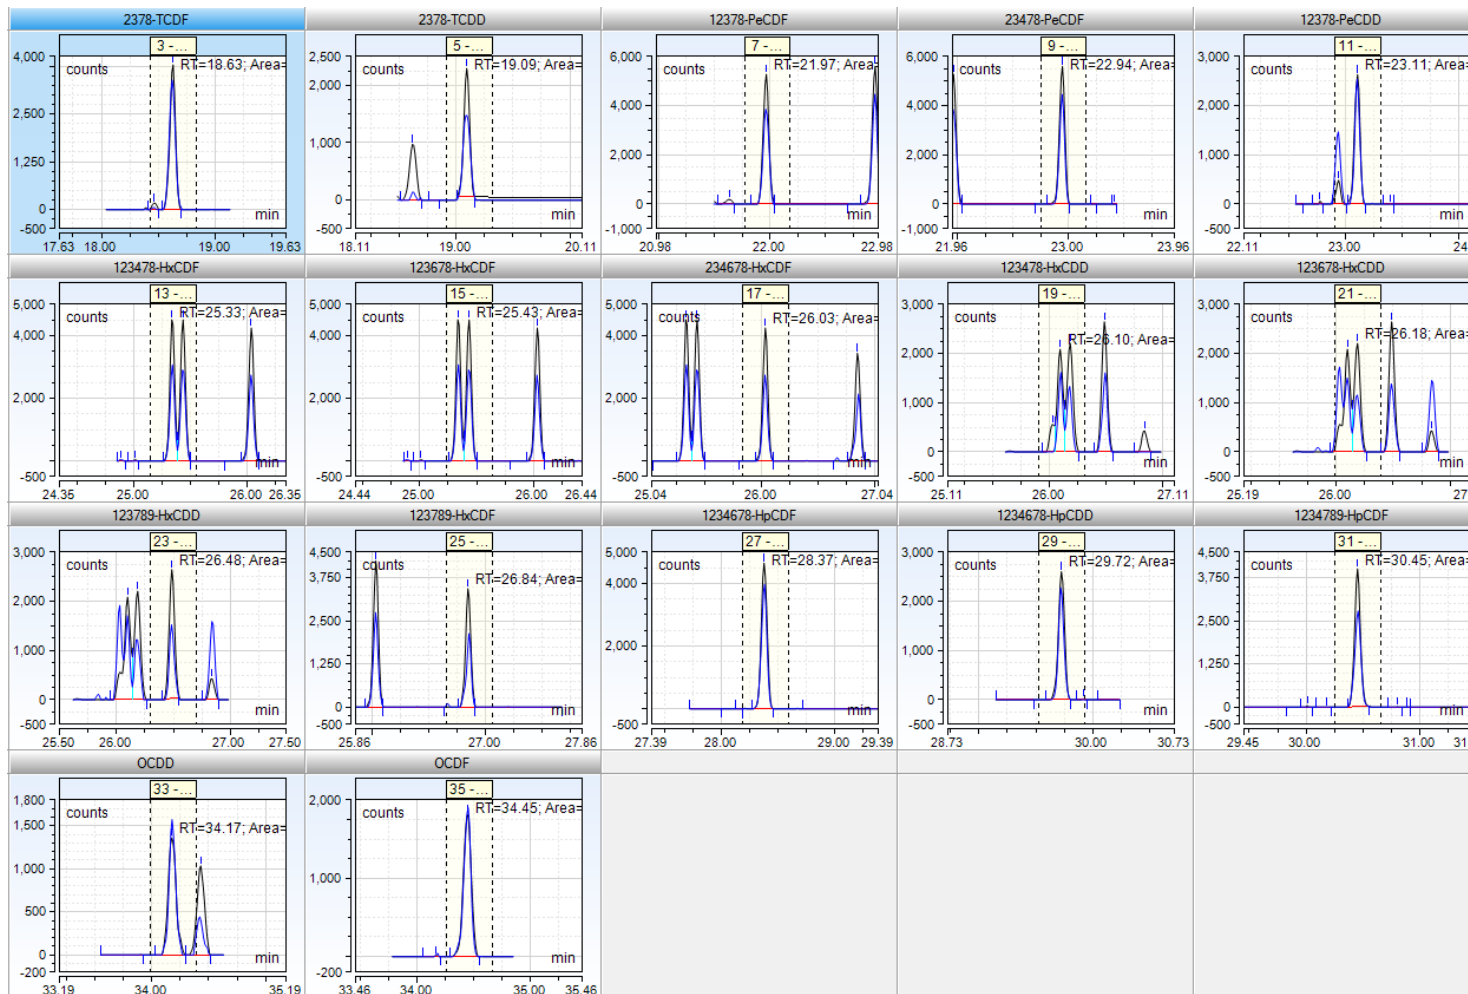 2378-TCDF
3 -...
4,000
counts
RT=18.63; Area=
2,500
1,250
0
min
-500
17.63 18.00 19.00 19.63
2378-TCDD
5 -...
2,500
counts
RT=19.09; Area=
2,000
1,000
0
min
-500
18.11 19.00 20.11
12378-PeCDF
7 -...
6,000
counts
RT=21.97; Area=
4,000
2,000
0
min
-1,000
20.98 22.00 22.98
23478-PeCDF
9 -...
6,000
counts
RT=22.94; Area=
4,000
2,000
0
min
-1,000
21.96 23.00 23.96
12378-PeCDD
11 -...
3,000
counts
RT=23.11; Area=
2,000
1,000
0
min
-500
22.11 23.00 24
123478-HxCDF
13 -...
5,000
counts
RT=25.33; Area=
4,000
2,000
min
-500
24.35 25.00 26.00 26.35
123678-HxCDF
15 -...
5,000
counts
RT=25.43; Area=
4,000
2,000
min
-500
24.44 25.00 26.00 26.44
234678-HxCDF
17 -...
5,000
counts
RT=26.03; Area=
4,000
2,000
min
-500
25.04 26.00 27.04
123478-HxCDD
19 -...
3,000
counts
RT=26.10; Area=
2,000
1,000
0
min
-500
25.11 26.00 27.11
123678-HxCDD
21 -...
3,000
counts
RT=26.18; Area=
2,000
1,000
0
min
-500
25.19 26.00 27
123789-HxCDD
23 -...
3,000
counts
RT=26.48; Area=
2,000
1,000
0
min
-500
25.50 26.00 27.00 27.50
123789-HxCDF
25 -...
4,500
counts
3,750
RT=26.84; Area=
2,500
1,250
0
min
-500
25.86 27.00 27.86
1234678-HpCDF
27 -...
5,000
counts
RT=28.37; Area=
4,000
2,000
min
-500
27.39 28.00 29.00 29.39
1234678-HpCDD
29 -...
3,000
counts
RT=29.72; Area=
2,000
1,000
0
min
-500
28.73 30.00 30.73
1234789-HpCDF
31 -...
4,500
counts
RT=30.45; Area=
3,750
2,500
1,250
0
min
-500
29.45 30.00 31.00 31
OCDD
33 -...
1,800
counts
1,500
RT=34.17; Area=
1,000
500
0
min
-200
33.19 34.00 35.19
OCDF
35 -...
2,000
counts
RT=34.45; Area=
1,000
min
-200
33.46 34.00 35.00 35.46